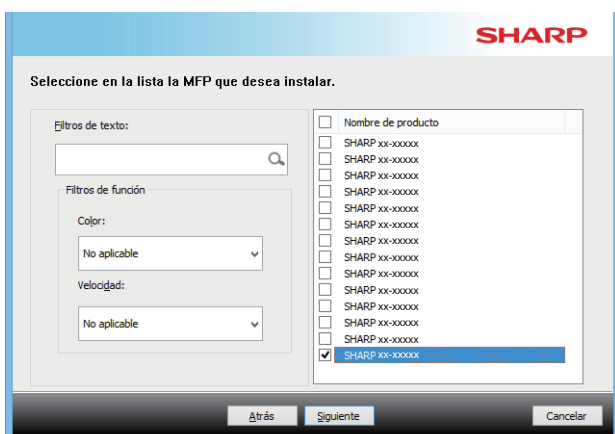 SHARP
Seleccione en la lista la MFP que desea instalar.
Filtros de texto:
Filtros de función
Color:
No aplicable
Velocidad:
No aplicable
Nombre de producto
SHARP xx-xxxxx
SHARP xx-xxxxx
SHARP xx-xxxxx
SHARP xx-xxxxx
SHARP xx-xxxxx
SHARP xx-xxxxx
SHARP xx-xxxxx
SHARP xx-xxxxx
SHARP xx-xxxxx
SHARP xx-xxxxx
SHARP xx-xxxxx
SHARP xx-xxxxx
SHARP xx-xxxxx
SHARP xx-xxxxx
Atrás
Siguiente
Cancelar